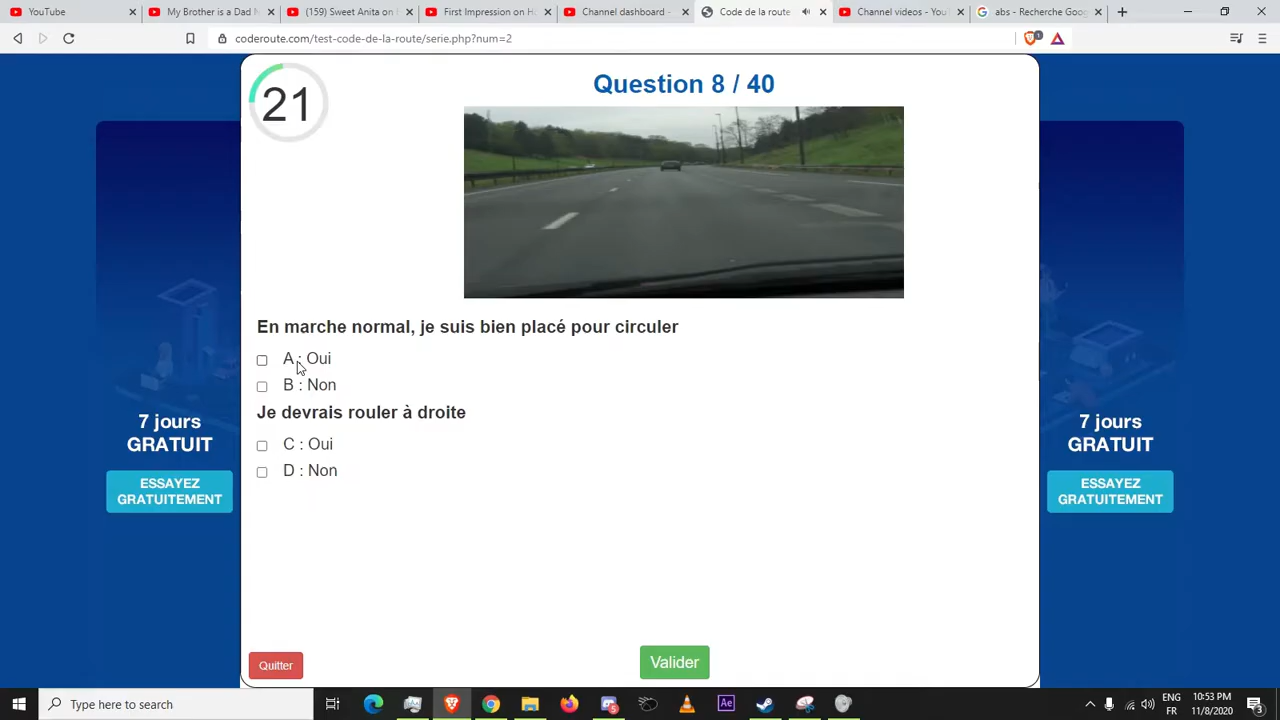 YouTube
My Brother is a Dad N
(159) Sweet Anita on I
First Impression on Ho
Channel dashboard -
Code de la route
Channel videos - You
abs - Recherche Goog
coderoute.com/test-code-de-la-route/serie.php?num=2
21
Question 8 / 40
En marche normal, je suis bien placé pour circuler
A : Oui
B : Non
Je devrais rouler à droite
C : Oui
D : Non
7 jours
GRATUIT
ESSAYEZ
GRATUITEMENT
7 jours
GRATUIT
ESSAYEZ
GRATUITEMENT
Quitter
Valider
Type here to search
Ae
ENG
FR
10:53 PM
11/8/2020